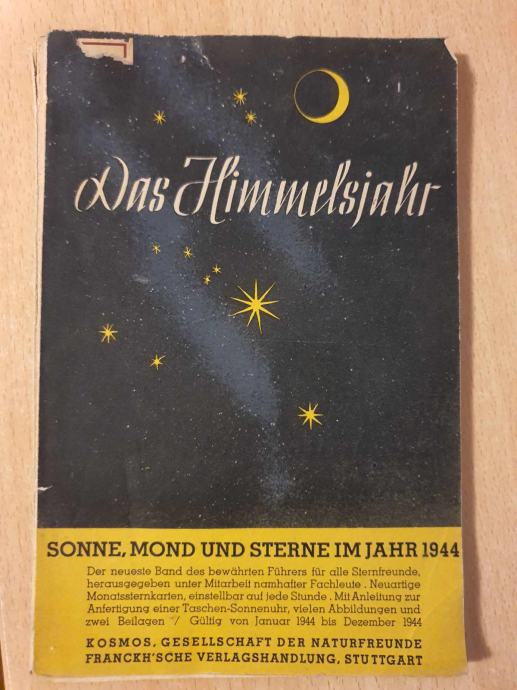 Das Himmelsjahr
SONNE, MOND UND STERNE IM JAHR 1944
Der neueste Band des bewährten Führers für alle Sternfreunde,
herausgegeben unter Mitarbeit namhafter Fachleute . Neuartige
Monatssternkarten, einstellbar auf jede Stunde . Mit Anleitung zur
Anfertigung einer Taschen-Sonnenuhr, vielen Abbildungen und
zwei Beilagen / Gültig von Januar 1944 bis Dezember 1944
KOSMOS, GESELLSCHAFT DER NATURFREUNDE
FRANCKH'SCHE VERLAGSHANDLUNG, STUTTGART